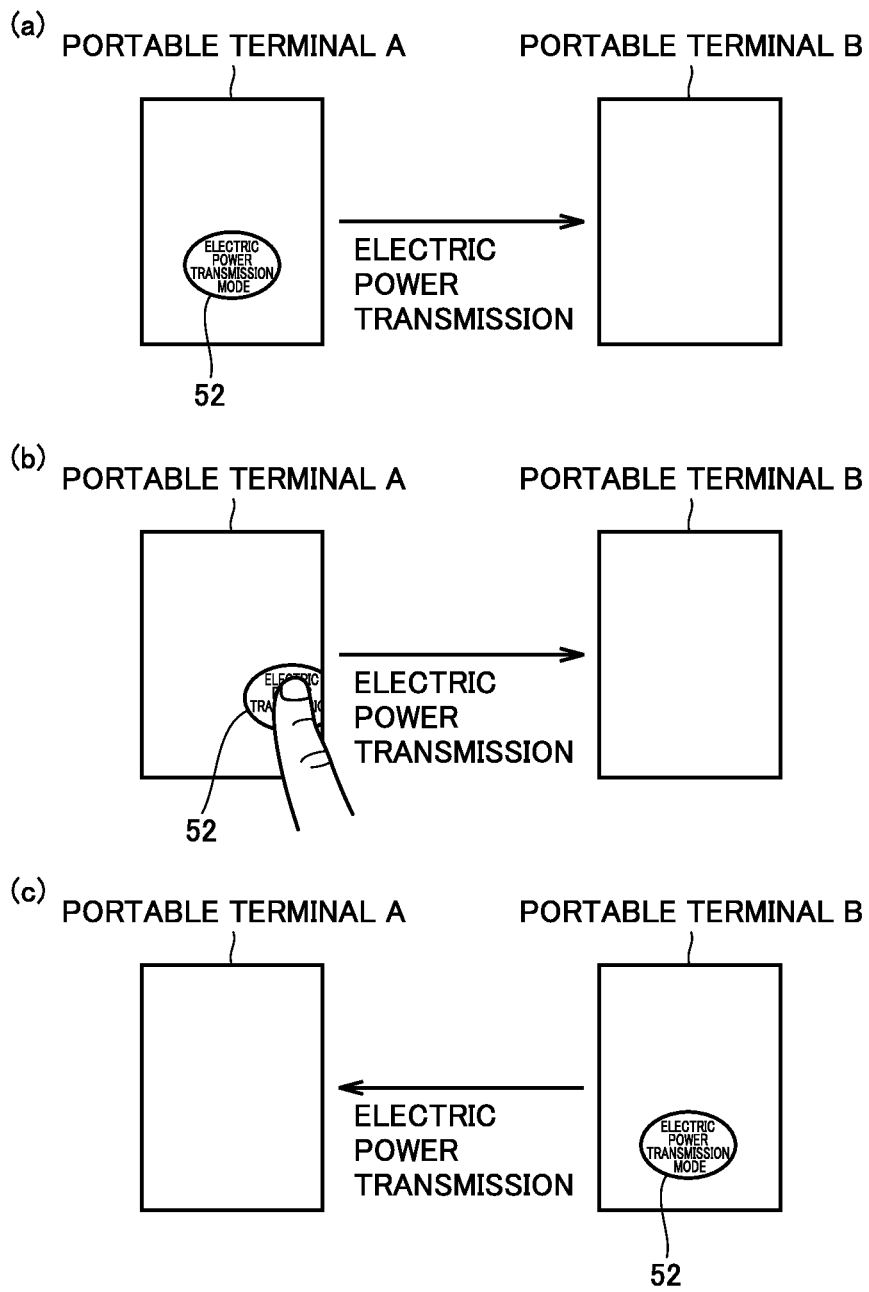 (a)
PORTABLE TERMINAL A
PORTABLE TERMINAL B
ELECTRIC
POWER
TRANSMISSION
MODE
ELECTRIC
POWER
TRANSMISSION
52
(b)
PORTABLE TERMINAL A
PORTABLE TERMINAL B
ELECTRIC
ELECTRIC
POWER
TRANSMISSION
52
(c)
PORTABLE TERMINAL A
PORTABLE TERMINAL B
ELECTRIC
POWER
TRANSMISSION
ELECTRIC
POWER
TRANSMISSION
MODE
52